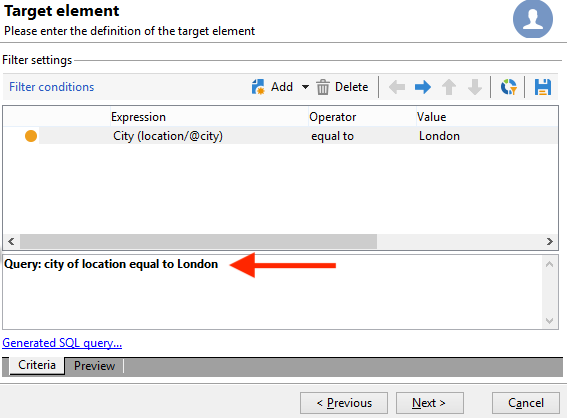 Target element
Please enter the definition of the target element
Filter settings
Filter conditions Add Delete
Expression Operator Value
City (location/@city) equal to London
Query: city of location equal to London
Generated SQL query...
Criteria Preview
< Previous Next > Cancel